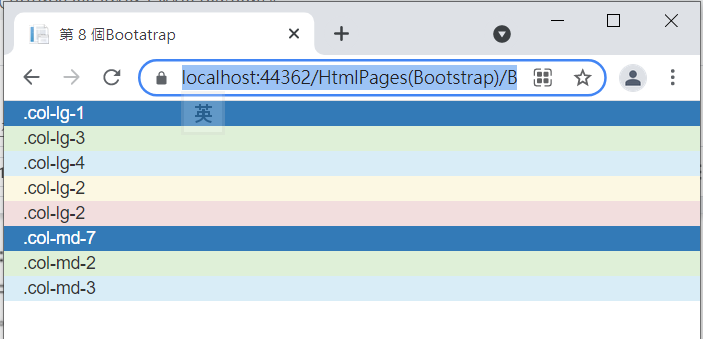 第 8 個Bootatrap
localhost:44362/HtmlPages(Bootstrap)/B
英
.col-lg-1
.col-lg-3
.col-lg-4
.col-lg-2
.col-lg-2
.col-md-7
.col-md-2
.col-md-3